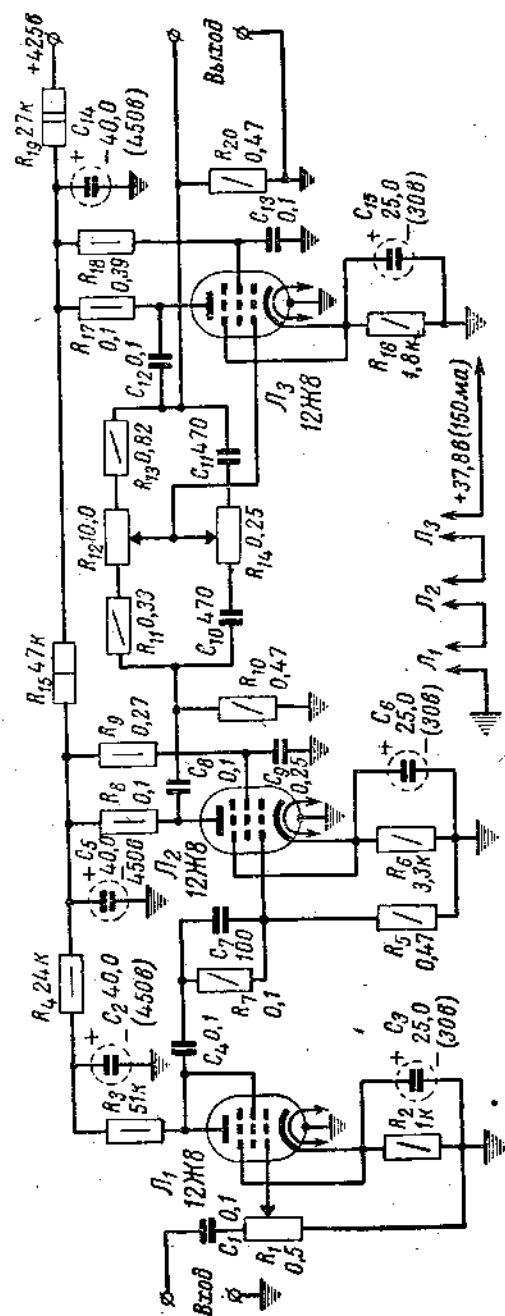 Вход
C1 0,1
R1
0,5
Л1
12Ж8
R3
51к
C2 40,0
(450в)
R2
1к
C3
25,0
(30в)
C4 0,1
R4 24к
C5
40,0
450в
R7
0,1
C7
100
R5
0,47
Л2
12Ж8
R8
0,1
R9
0,27
C8
0,1
C9
0,25
R6
3,3к
C6
25,0
(30в)
R15 47к
R10
0,47
R11 0,33
C10 470
R12 10,0
R14
0,25
R13 0,82
C11 470
C12 0,1
R17
0,1
R18
0,39
Л3
12Ж8
C13
0,1
R16
1,8к
C15
25,0
(30в)
R19 27к
+425в
C14
40,0
(450в)
R20
0,47
Выход
Л1 Л2 Л3
+37,8в (150ма)